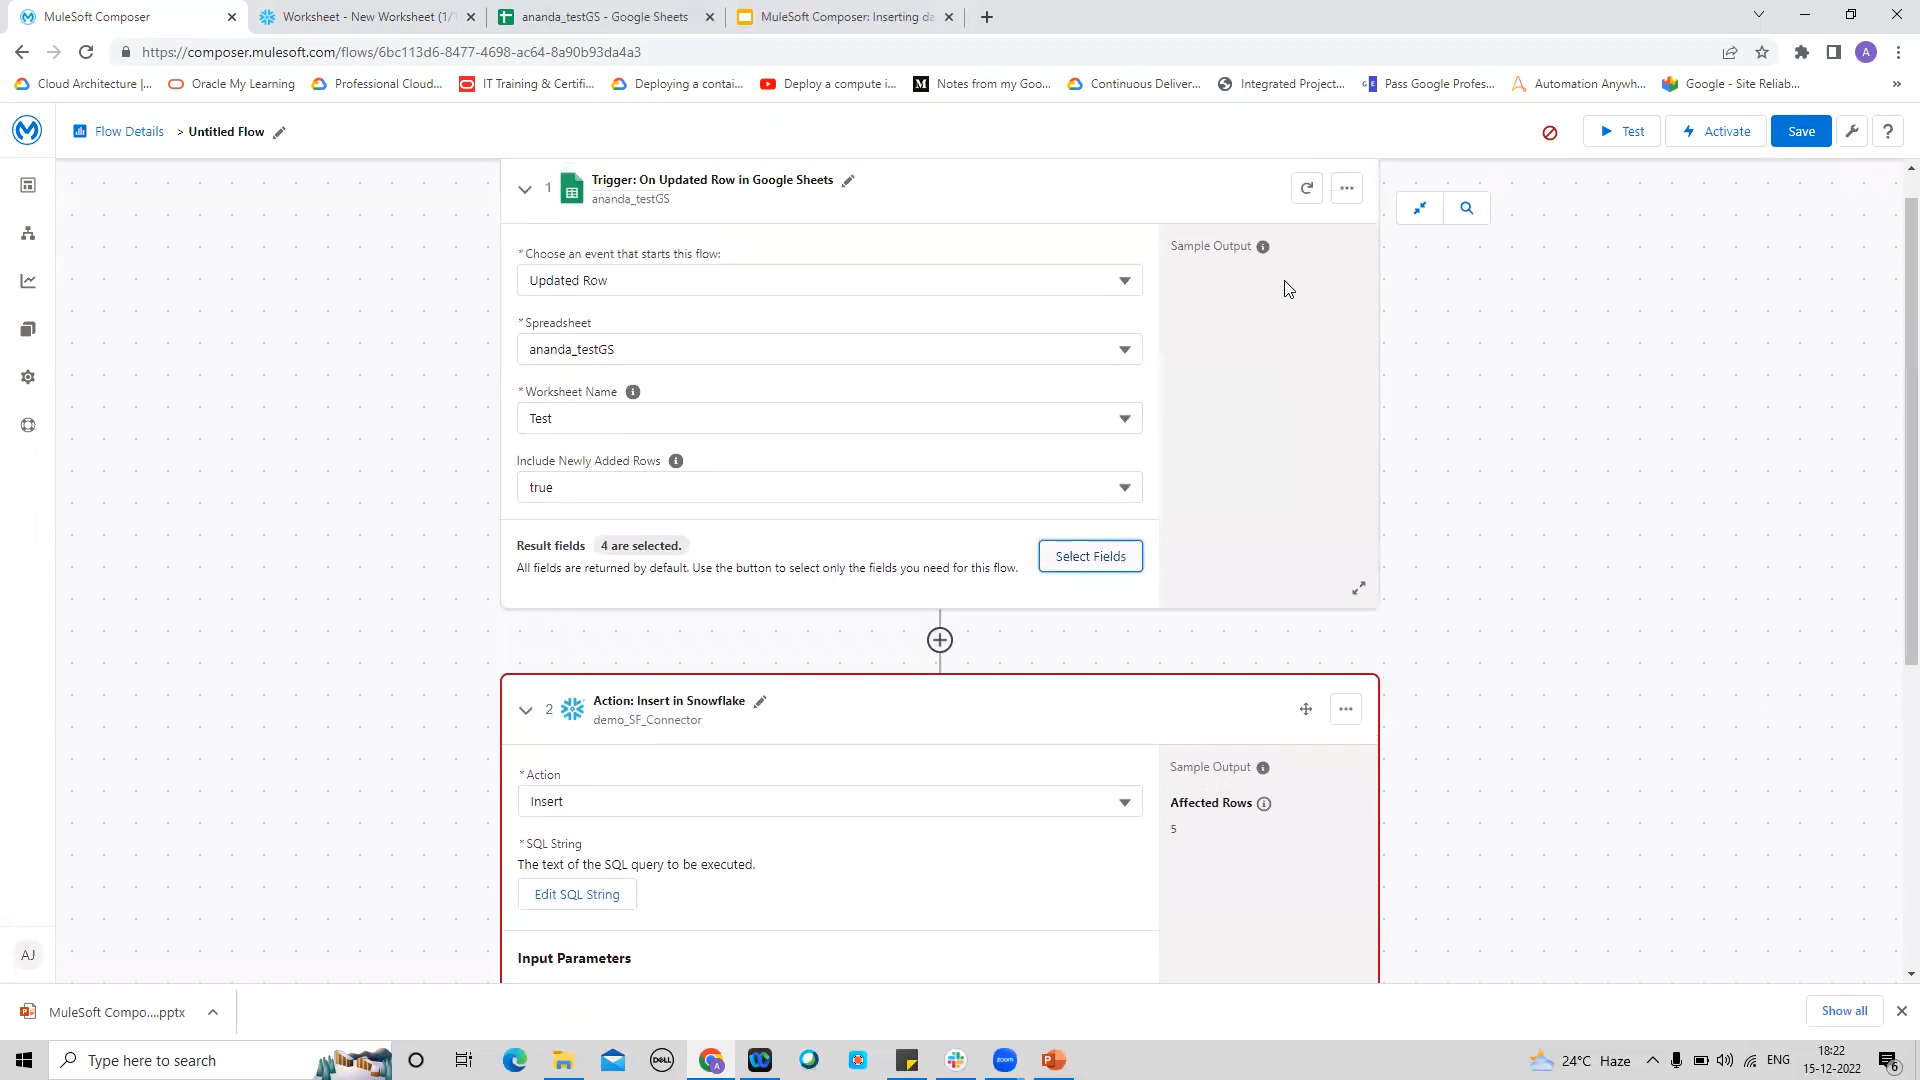 MuleSoft Composer
Worksheet - New Worksheet (1/
ananda_testGS - Google Sheets
MuleSoft Composer: Inserting da
https://composer.mulesoft.com/flows/6bc113d6-8477-4698-ac64-8a90b93da4a3
A
Cloud Architecture |...
Oracle My Learning
Professional Cloud...
IT Training & Certifi...
Deploying a contai...
Deploy a compute i...
Notes from my Goo...
Continuous Deliver...
Integrated Project...
Pass Google Profes...
Automation Anywh...
Google - Site Reliab...
»
Flow Details > Untitled Flow
Test
Activate
Save
?
1
Trigger: On Updated Row in Google Sheets
ananda_testGS
* Choose an event that starts this flow:
Updated Row
* Spreadsheet
ananda_testGS
* Worksheet Name
Test
Include Newly Added Rows
true
Result fields 4 are selected.
All fields are returned by default. Use the button to select only the fields you need for this flow.
Select Fields
Sample Output
2
Action: Insert in Snowflake
demo_SF_Connector
* Action
Insert
* SQL String
The text of the SQL query to be executed.
Edit SQL String
Input Parameters
Sample Output
Affected Rows
5
AJ
MuleSoft Compo....pptx
Show all
Type here to search
DELL
zoom
24°C Haze
ENG
18:22
15-12-2022
6